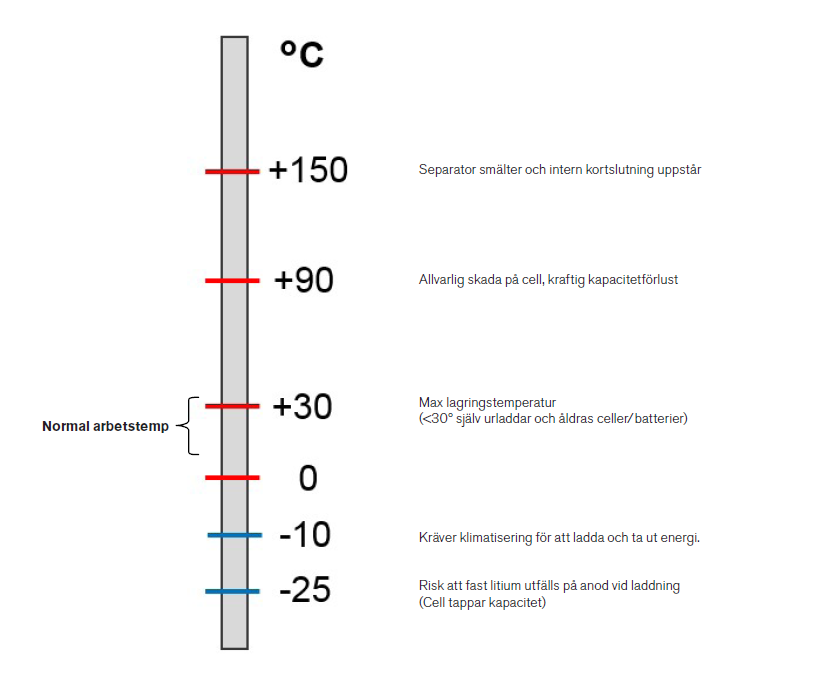 ºC
+150
Separator smälter och intern kortslutning uppstår
+90
Allvarlig skada på cell, kraftig kapacitetförlust
+30
Max lagringstemperatur
(<30° själv urladdar och åldras celler/batterier)
Normal arbetstemp
0
-10
Kräver klimatisering för att ladda och ta ut energi.
-25
Risk att fast litium utfälls på anod vid laddning
(Cell tappar kapacitet)